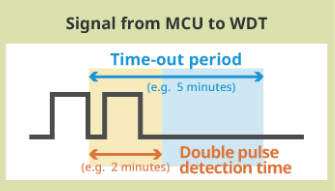 Signal from MCU to WDT
Time-out period
(e.g. 5 minutes)
Double pulse
detection time
(e.g. 2 minutes)